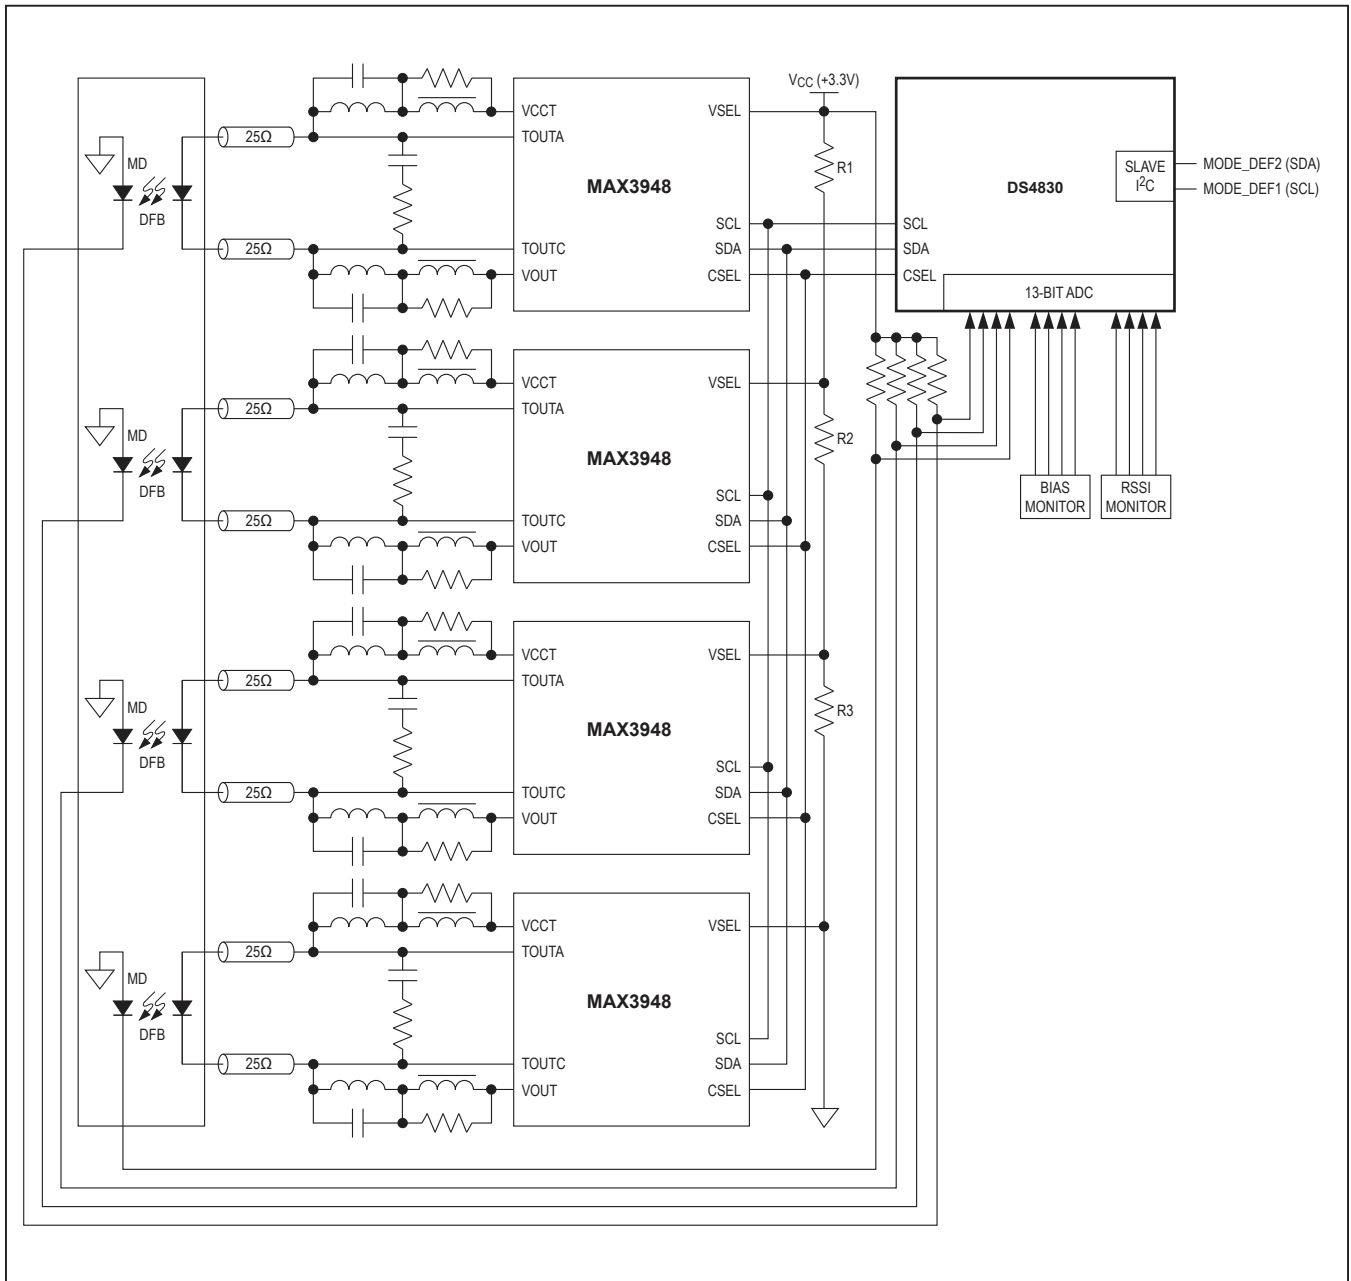 VCC (+3.3V)
25Ω
MD
DFB
25Ω
VCCT
TOUTA
TOUTC
VOUT
MAX3948
VSEL
SCL
SDA
CSEL
R1
DS4830
SLAVE
I2C
MODE_DEF2 (SDA)
MODE_DEF1 (SCL)
SCL
SDA
CSEL
13-BIT ADC
25Ω
MD
DFB
25Ω
VCCT
TOUTA
TOUTC
VOUT
MAX3948
VSEL
SCL
SDA
CSEL
R2
BIAS
MONITOR
RSSI
MONITOR
25Ω
MD
DFB
25Ω
VCCT
TOUTA
TOUTC
VOUT
MAX3948
VSEL
SCL
SDA
CSEL
R3
25Ω
MD
DFB
25Ω
VCCT
TOUTA
TOUTC
VOUT
MAX3948
VSEL
SCL
SDA
CSEL